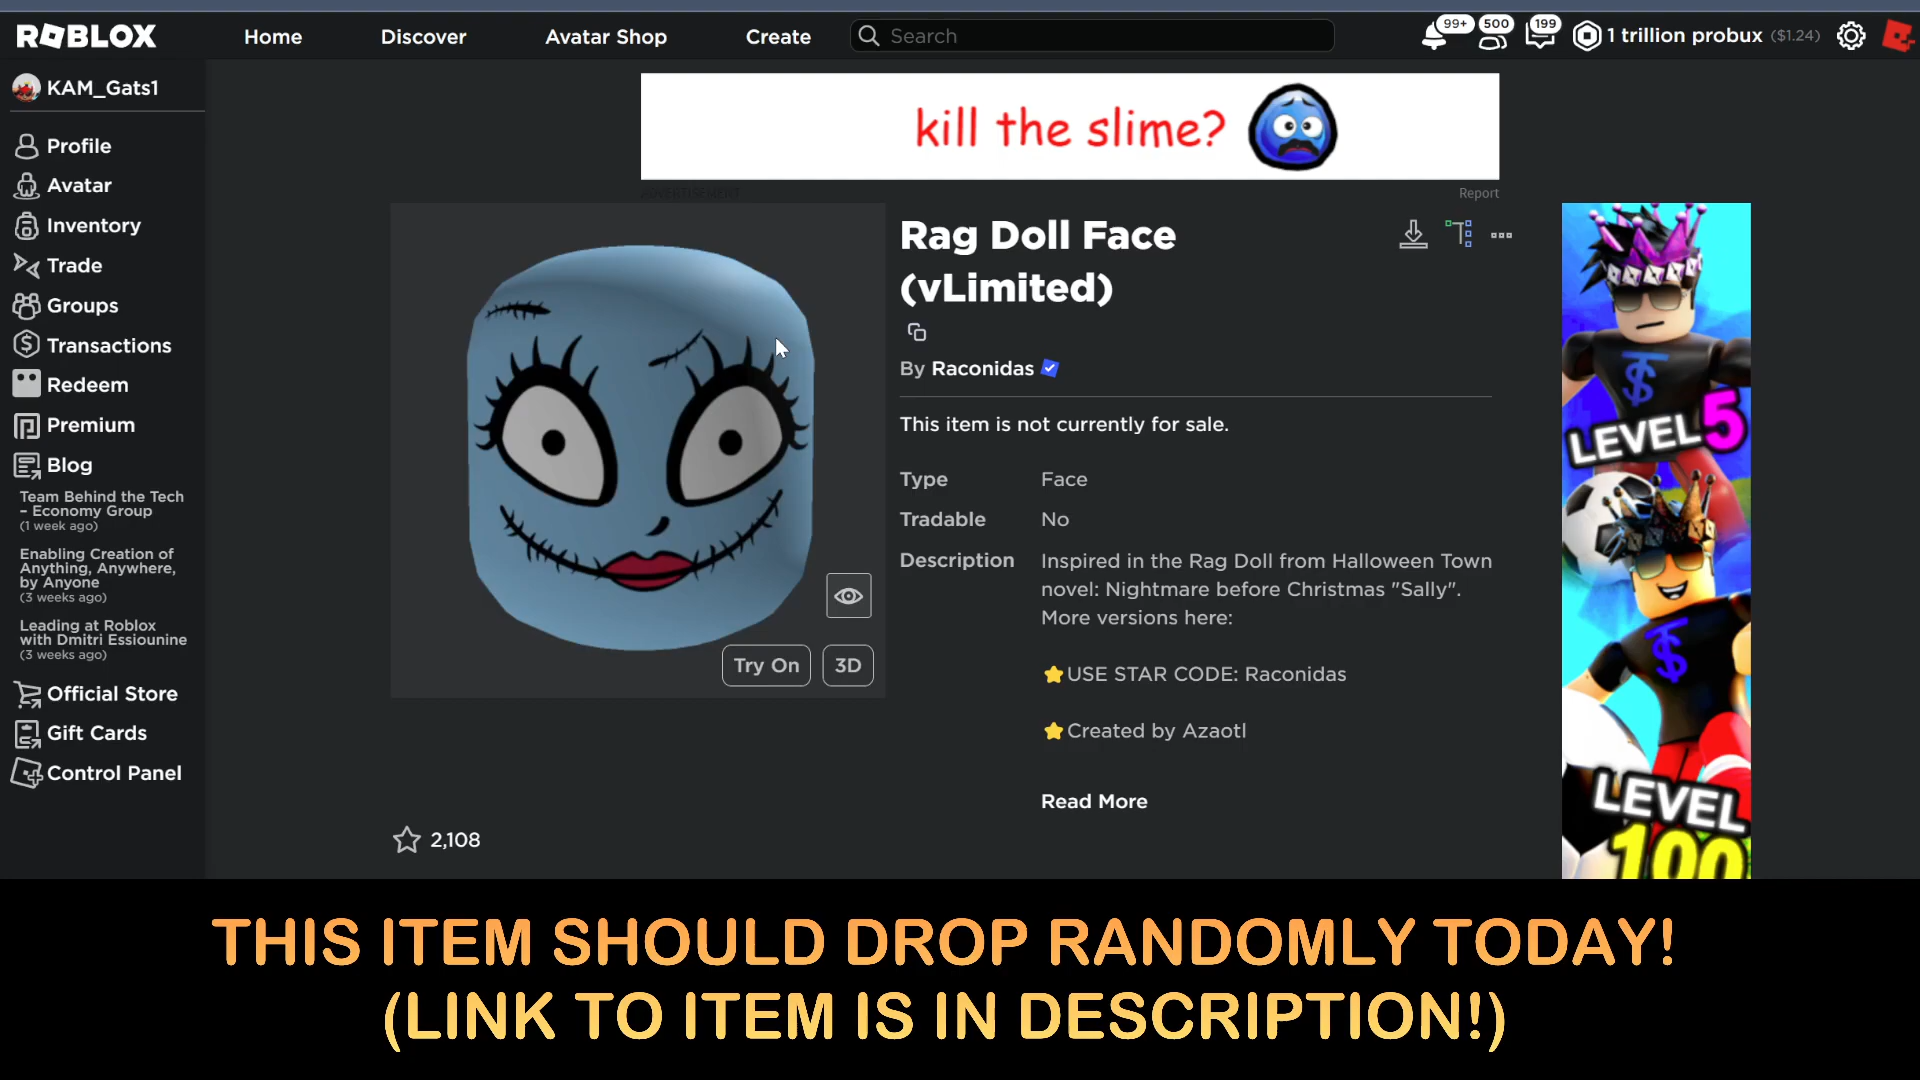 ROBLOX
Home
Discover
Avatar Shop
Create
Search
99+
500
199
1 trillion probux ($1.24)
KAM_Gats1
Profile
Avatar
Inventory
Trade
Groups
Transactions
Redeem
Premium
Blog
Team Behind the Tech
– Economy Group
(1 week ago)
Enabling Creation of
Anything, Anywhere,
by Anyone
(3 weeks ago)
Leading at Roblox
with Dmitri Essiounine
(3 weeks ago)
Official Store
Gift Cards
Control Panel
kill the slime?
ADVERTISEMENT
Report
Rag Doll Face
(vLimited)
By Raconidas
This item is not currently for sale.
Type Face
Tradable No
Description Inspired in the Rag Doll from Halloween Town
novel: Nightmare before Christmas "Sally".
More versions here:
⭐USE STAR CODE: Raconidas
⭐Created by Azaotl
Read More
Try On
3D
2,108
LEVEL 5
LEVEL
100
THIS ITEM SHOULD DROP RANDOMLY TODAY!
(LINK TO ITEM IS IN DESCRIPTION!)